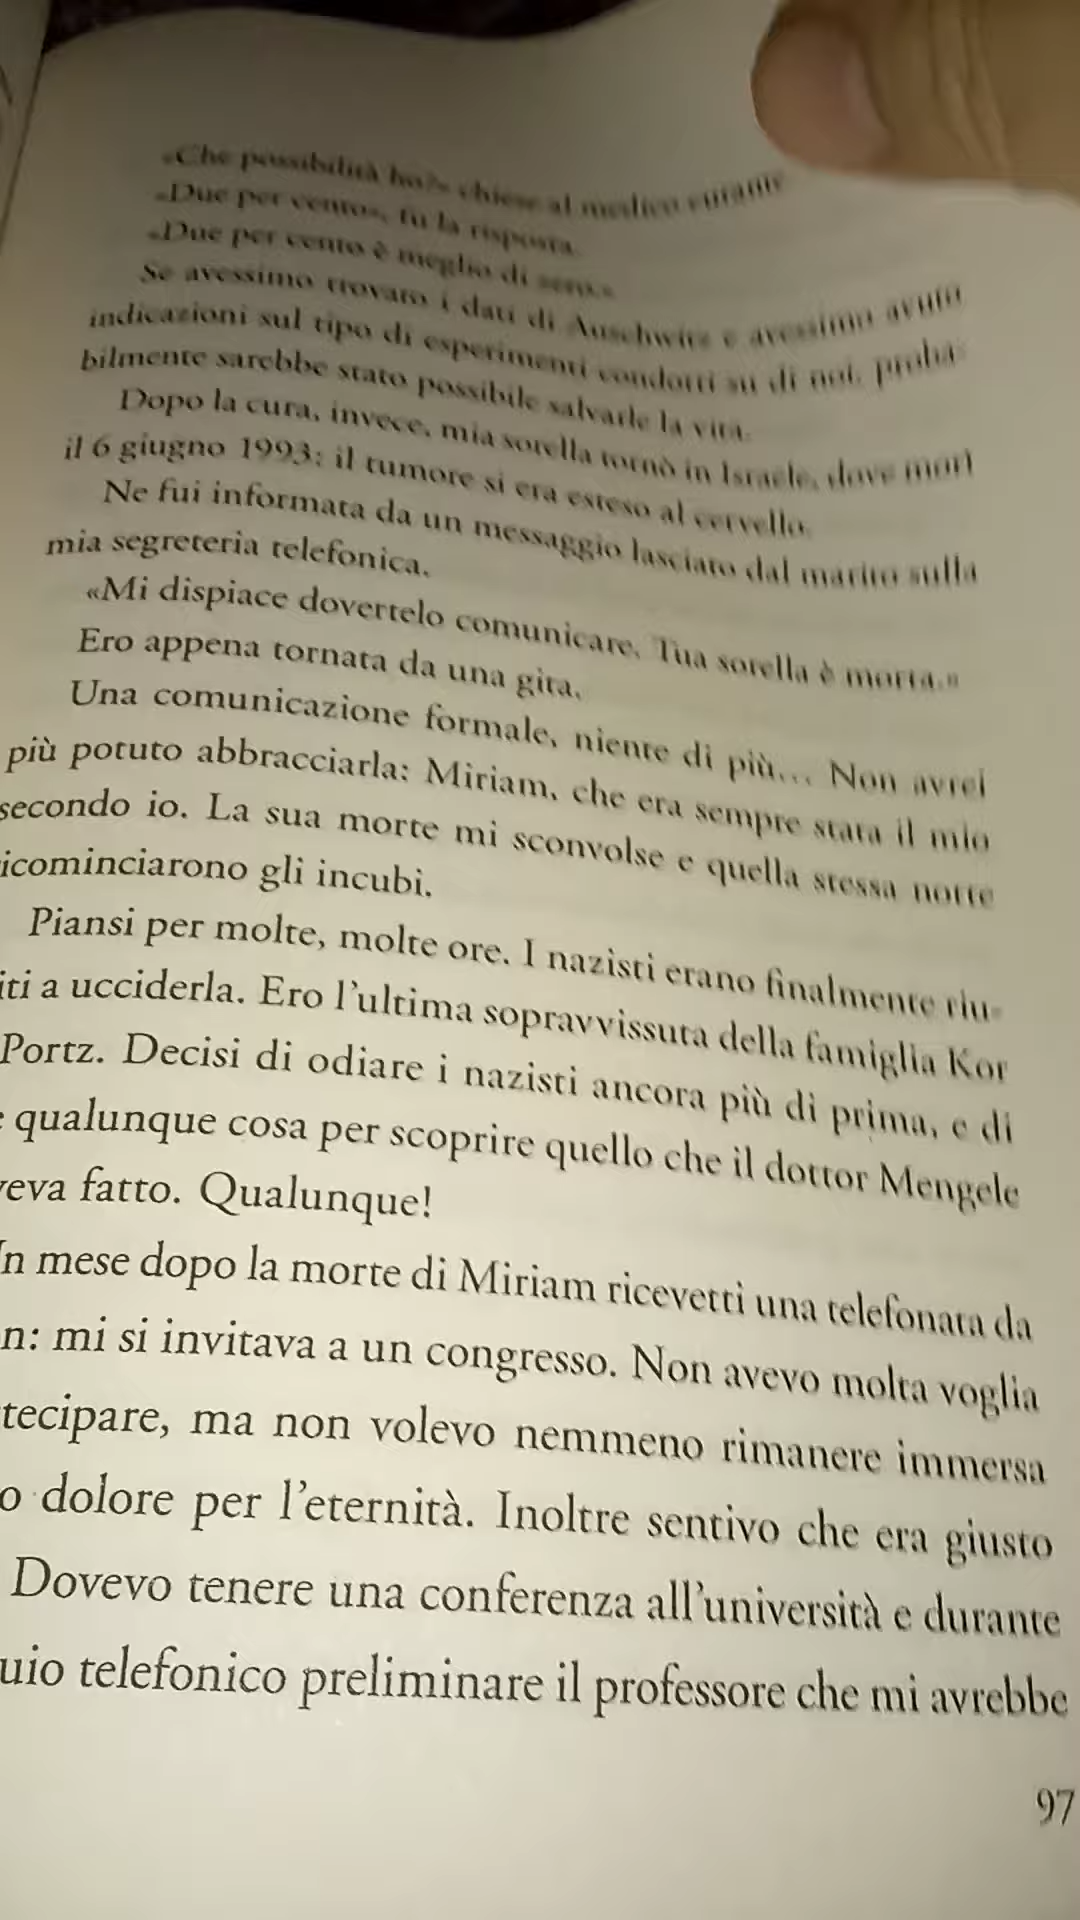 «Che possibilità ho?» chiese al medico curante
«Due per cento», fu la risposta.
«Due per cento è meglio di zero.»
Se avessimo trovato i dati di Auschwitz e avessimo avuto
indicazioni sul tipo di esperimenti condotti su di noi, proba-
bilmente sarebbe stato possibile salvarle la vita.
Dopo la cura, invece, mia sorella tornò in Israele, dove morì
il 6 giugno 1993: il tumore si era esteso al cervello.
Ne fui informata da un messaggio lasciato dal marito sulla
mia segreteria telefonica.
«Mi dispiace dovertelo comunicare. Tua sorella è morta.»
Ero appena tornata da una gita.
Una comunicazione formale, niente di più... Non avrei
più potuto abbracciarla: Miriam, che era sempre stata il mio
secondo io. La sua morte mi sconvolse e quella stessa notte
icominciarono gli incubi.
Piansi per molte, molte ore. I nazisti erano finalmente riu-
iti a ucciderla. Ero l'ultima sopravvissuta della famiglia Kor
Portz. Decisi di odiare i nazisti ancora più di prima, e di
qualunque cosa per scoprire quello che il dottor Mengele
veva fatto. Qualunque!
n mese dopo la morte di Miriam ricevetti una telefonata da
n: mi si invitava a un congresso. Non avevo molta voglia
tecipare, ma non volevo nemmeno rimanere immersa
o dolore per l'eternità. Inoltre sentivo che era giusto
Dovevo tenere una conferenza all'università e durante
uio telefonico preliminare il professore che mi avrebbe
97